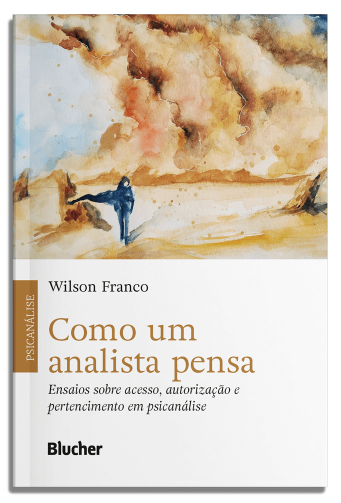 Wilson Franco
PSICANÁLISE
Como um
analista pensa
Ensaios sobre acesso, autorização e
pertencimento em psicanálise
Blucher